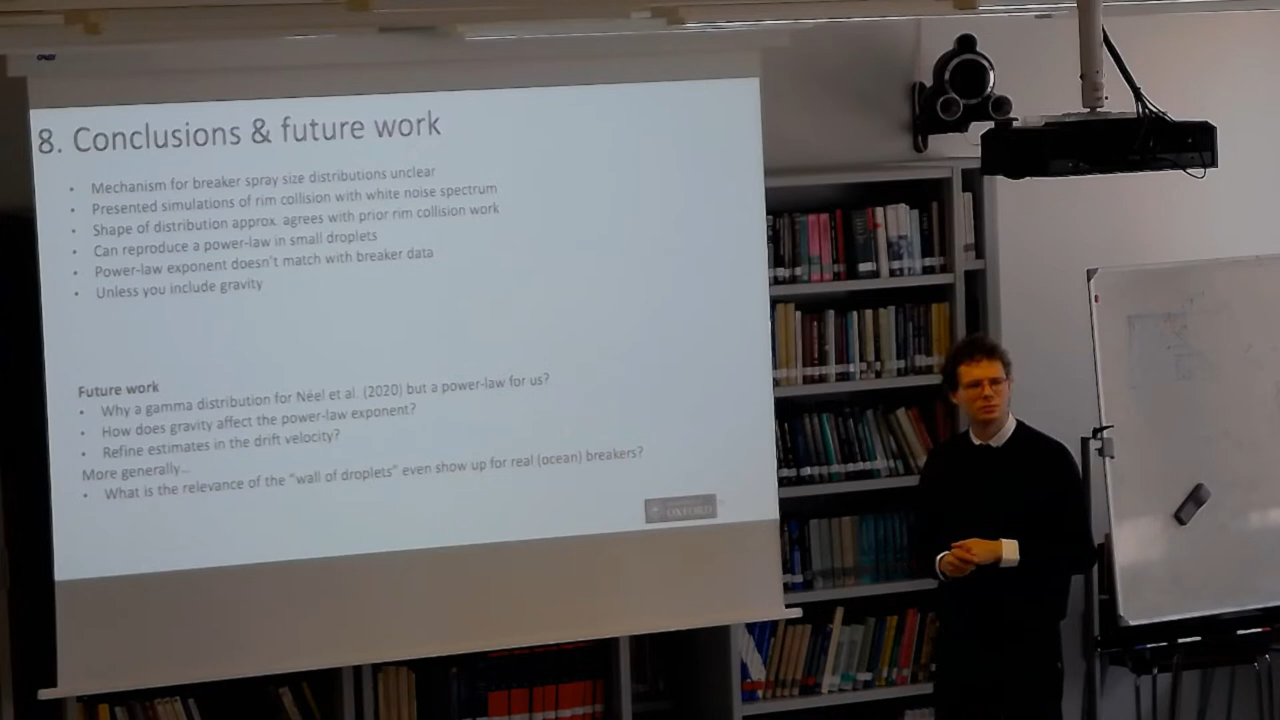 8. Conclusions & future work
• Mechanism for breaker spray size distributions unclear
• Presented simulations of rim collision with white noise spectrum
• Shape of distribution approx. agrees with prior rim collision work
• Can reproduce a power-law in small droplets
• Power-law exponent doesn't match with breaker data
• Unless you include gravity
Future work
• Why a gamma distribution for Néel et al. (2020) but a power-law for us?
• How does gravity affect the power-law exponent?
• Refine estimates in the drift velocity?
More generally...
• What is the relevance of the "wall of droplets" even show up for real (ocean) breakers?
OXFORD